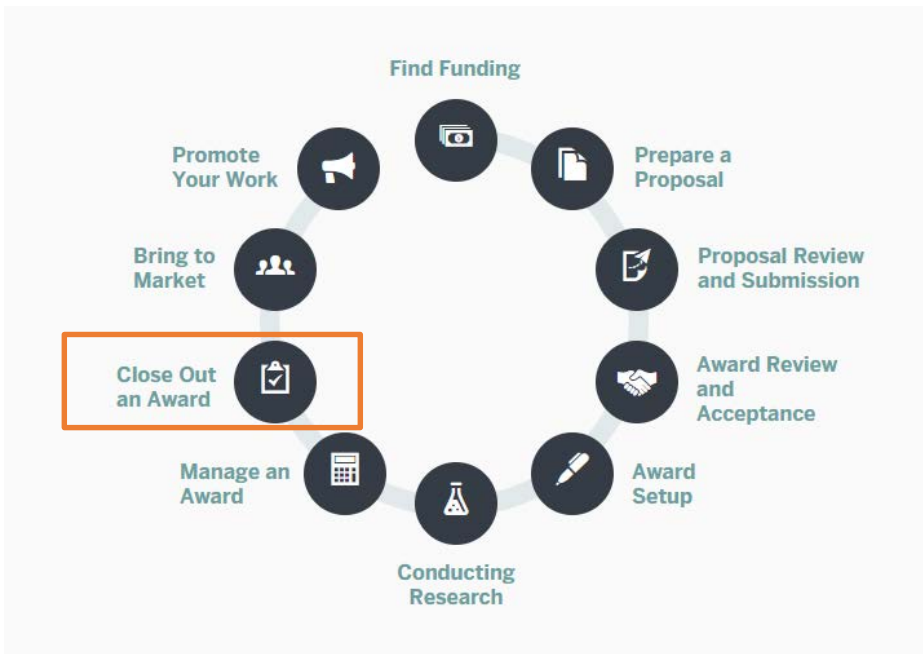 Find Funding
Prepare a
Proposal
Proposal Review
and Submission
Award Review
and
Acceptance
Award
Setup
Conducting
Research
Manage an
Award
Close Out
an Award
Bring to
Market
Promote
Your Work